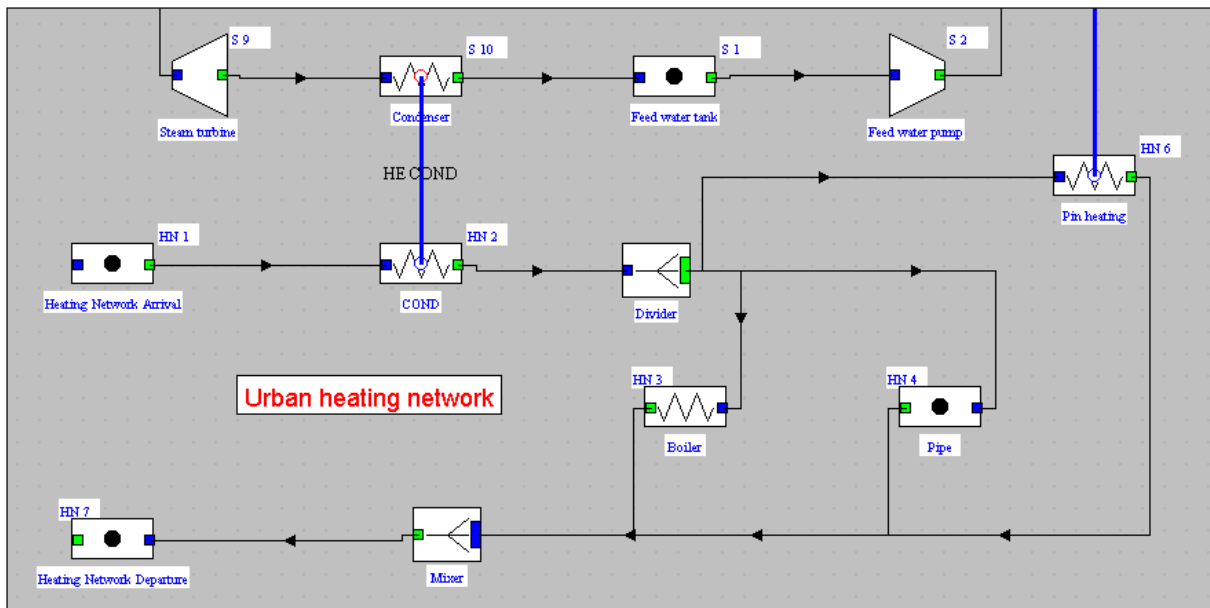 S 9
S 10
S 1
S 2
Steam turbine
Condenser
Feed water tank
Feed water pump
HN 6
HE COND
Pin heating
HN 1
HN 2
Heating Network Arrival
COND
Divider
Urban heating network
HN 3
HN 4
Boiler
Pipe
HN 7
Heating Network Departure
Mixer